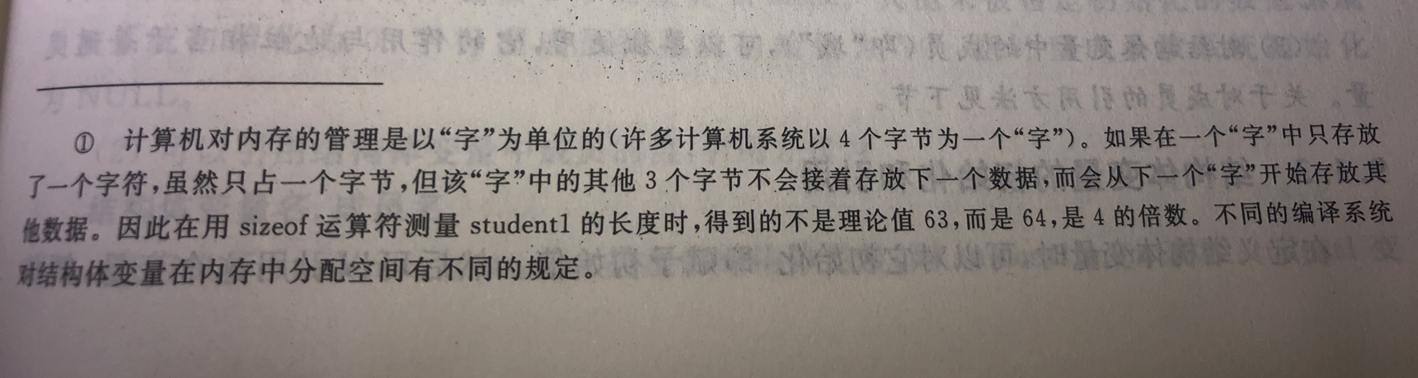 ① 计算机对内存的管理是以“字”为单位的(许多计算机系统以 4 个字节为一个“字”)。如果在一个“字”中只存放
了一个字符,虽然只占一个字节,但该“字”中的其他 3 个字节不会接着存放下一个数据,而会从下一个“字”开始存放其
他数据。因此在用 sizeof 运算符测量 student1 的长度时,得到的不是理论值 63,而是 64,是 4 的倍数。不同的编译系统
对结构体变量在内存中分配空间有不同的规定。